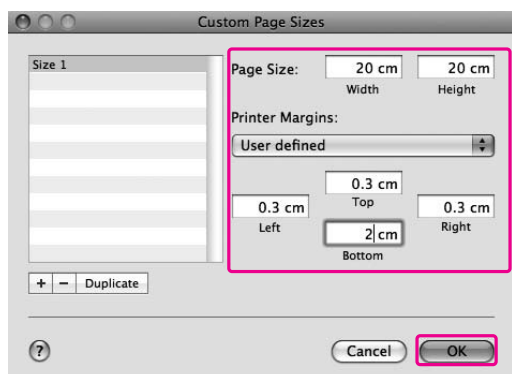 Custom Page Sizes
Size 1
Page Size: 20 cm 20 cm
Width Height
Printer Margins:
User defined
0.3 cm
Top
0.3 cm 0.3 cm
Left Right
2 cm
Bottom
+ − Duplicate
? Cancel OK